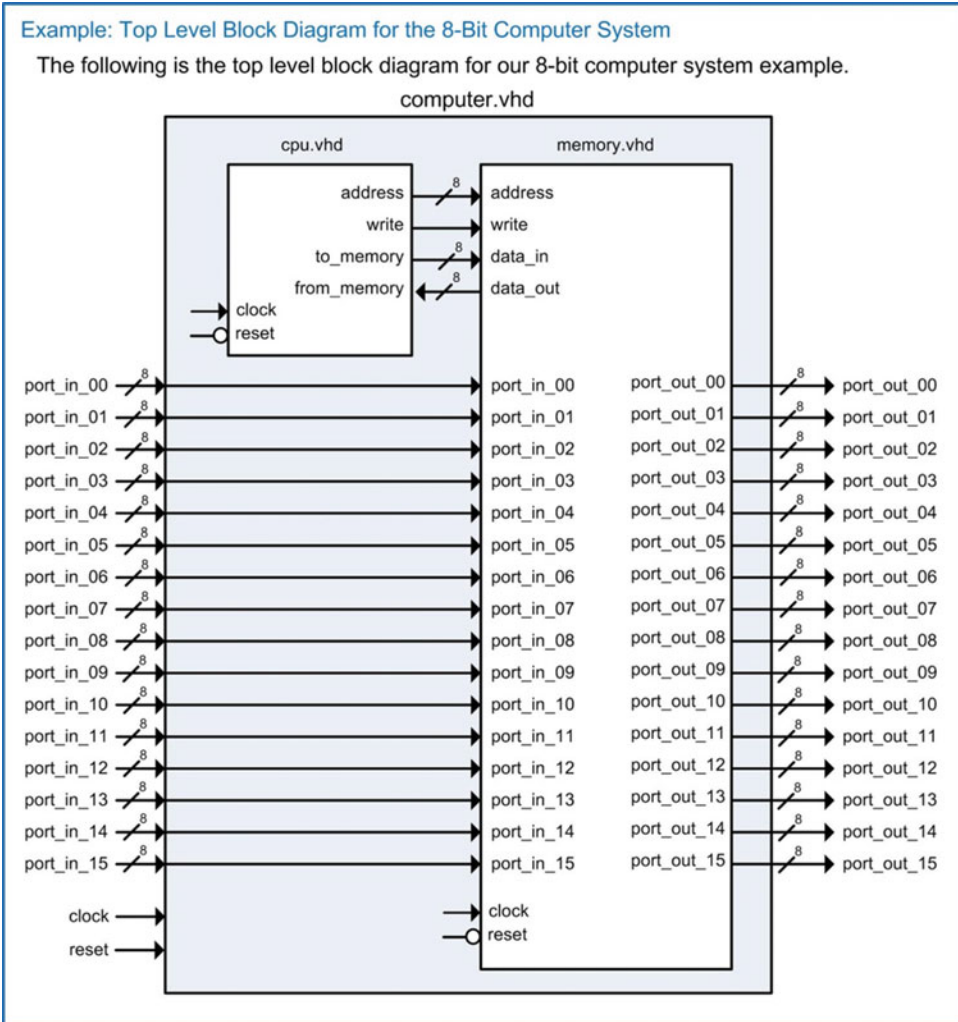 Example: Top Level Block Diagram for the 8-Bit Computer System
The following is the top level block diagram for our 8-bit computer system example.
computer.vhd
cpu.vhd
memory.vhd
address 8 address
write write
to_memory 8 data_in
from_memory 8 data_out
clock
reset
port_in_00 8 port_in_00 port_out_00 8 port_out_00
port_in_01 8 port_in_01 port_out_01 8 port_out_01
port_in_02 8 port_in_02 port_out_02 8 port_out_02
port_in_03 8 port_in_03 port_out_03 8 port_out_03
port_in_04 8 port_in_04 port_out_04 8 port_out_04
port_in_05 8 port_in_05 port_out_05 8 port_out_05
port_in_06 8 port_in_06 port_out_06 8 port_out_06
port_in_07 8 port_in_07 port_out_07 8 port_out_07
port_in_08 8 port_in_08 port_out_08 8 port_out_08
port_in_09 8 port_in_09 port_out_09 8 port_out_09
port_in_10 8 port_in_10 port_out_10 8 port_out_10
port_in_11 8 port_in_11 port_out_11 8 port_out_11
port_in_12 8 port_in_12 port_out_12 8 port_out_12
port_in_13 8 port_in_13 port_out_13 8 port_out_13
port_in_14 8 port_in_14 port_out_14 8 port_out_14
port_in_15 8 port_in_15 port_out_15 8 port_out_15
clock clock
reset reset